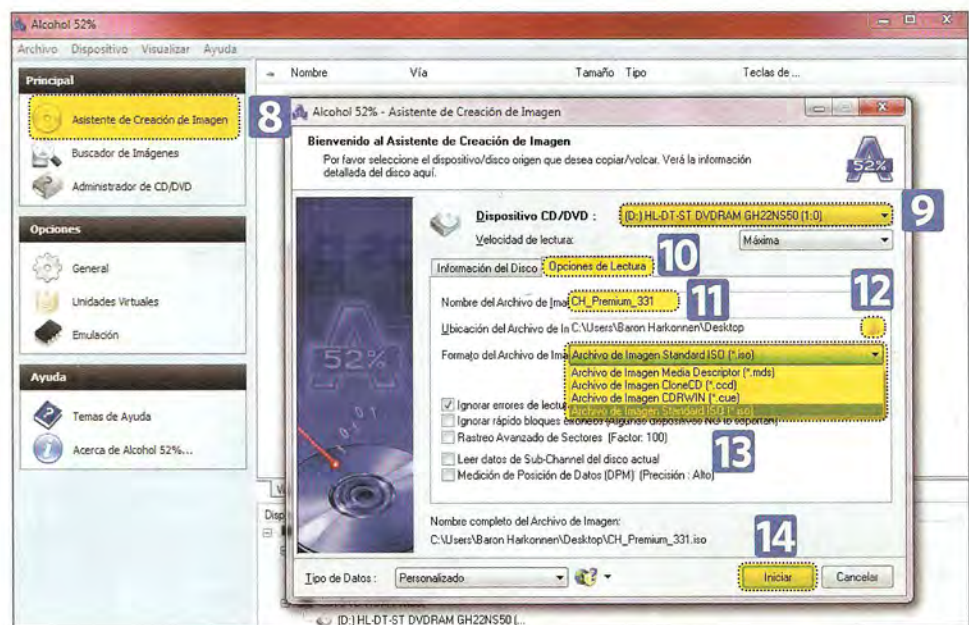 Alcohol 52%
Archivo Dispositivo Visualizar Ayuda
Principal
Asistente de Creación de Imagen
Buscador de Imágenes
Administrador de CD/DVD
Opciones
General
Unidades Virtuales
Emulación
Ayuda
Temas de Ayuda
Acerca de Alcohol 52%...
Nombre Vía Tamaño Tipo Teclas de ...
8
Alcohol 52% - Asistente de Creación de Imagen
Bienvenido al Asistente de Creación de Imagen
Por favor seleccione el dispositivo/disco origen que desea copiar/volcar. Verá la información
detallada del disco aquí.
52%
Dispositivo CD/DVD : (D:) HL-DT-ST DVDRAM GH22NS50 (1:0)
9
Velocidad de lectura: Máxima
10
Información del Disco Opciones de Lectura
Nombre del Archivo de Ima CH_Premium_331
11
12
Ubicación del Archivo de In C:\Users\Baron Harkonnen\Desktop
Formato del Archivo de Ima Archivo de Imagen Standard ISO (*.iso)
Archivo de Imagen Media Descriptor (*.mds)
Archivo de Imagen CloneCD (*.ccd)
Archivo de Imagen CDRWIN (*.cue)
Archivo de Imagen Standard ISO (*.iso)
52%
Ignorar errores de lectu
Ignorar rápido bloques erróneos (Algunos dispositivos NO lo soportan)
Rastreo Avanzado de Sectores (Factor: 100)
13
Leer datos de Sub-Channel del disco actual
Medición de Posición de Datos (DPM) (Precisión : Alto)
Nombre completo del Archivo de Imagen:
C:\Users\Baron Harkonnen\Desktop\CH_Premium_331.iso
14
Tipo de Datos : Personalizado Iniciar Cancelar
Disp
(D:) HL-DT-ST DVDRAM GH22NS50 (...